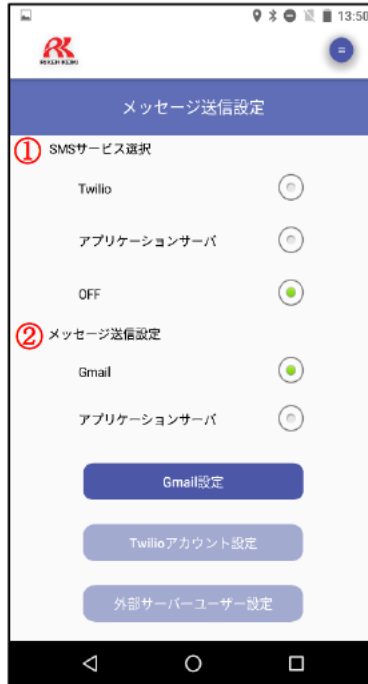 13:50
RK
RIKEN KEIKI
メッセージ送信設定
① SMSサービス選択
Twilio
アプリケーションサーバ
OFF
② メッセージ送信設定
Gmail
アプリケーションサーバ
Gmail設定
Twilioアカウント設定
外部サーバーユーザー設定